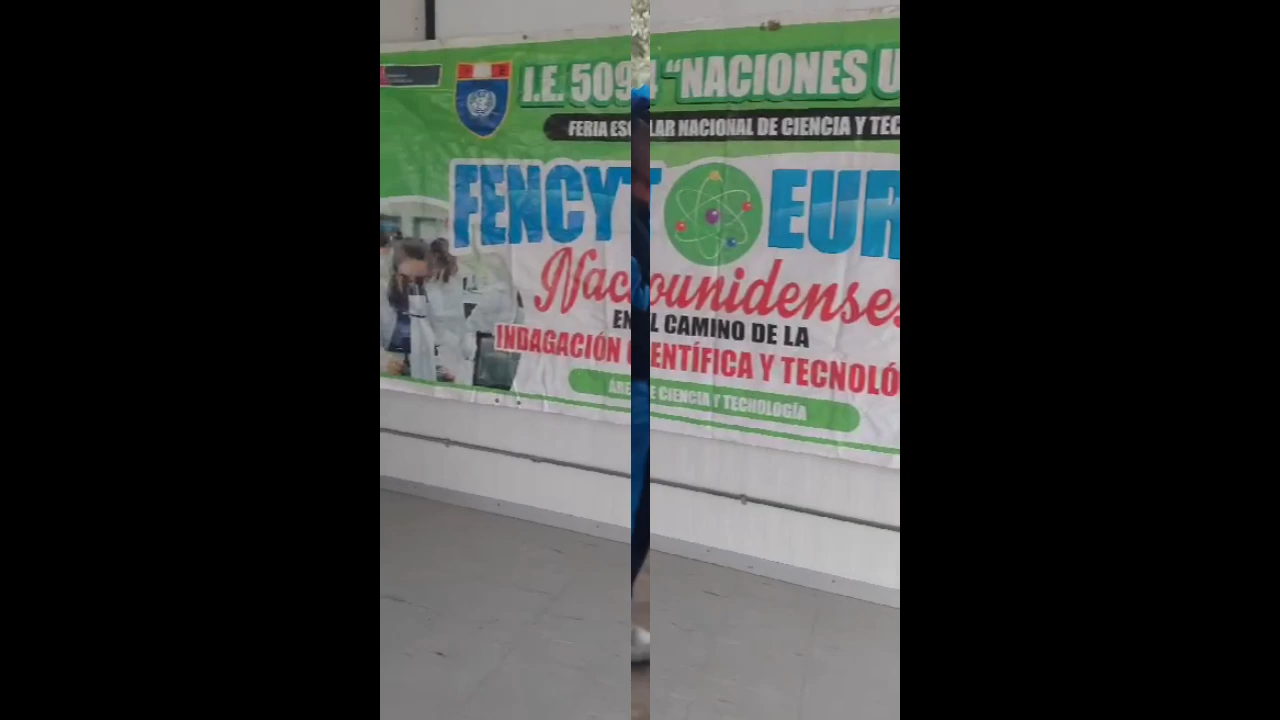 I.E. 509 "NACIONES U
FERIA ES LAR NACIONAL DE CIENCIA Y TEC
FENCYT EUR
Nac ounidenses
EN L CAMINO DE LA
INDAGACIÓN ENTÍFICA Y TECNOLÓ
ÁRE E CIENCIA Y TECNOLOGÍA